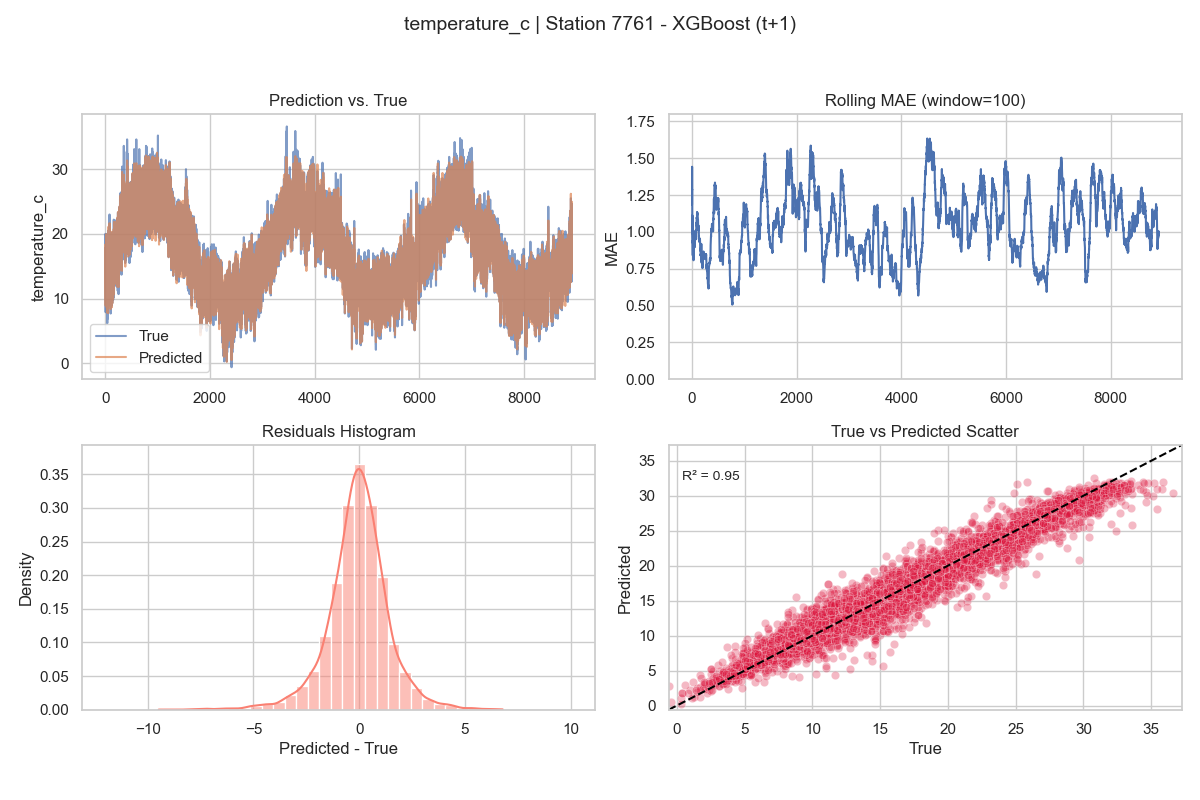 temperature_c | Station 7761 - XGBoost (t+1)
Prediction vs. True
temperature_c
30
20
10
0
True
Predicted
0 2000 4000 6000 8000
Rolling MAE (window=100)
MAE
1.75
1.50
1.25
1.00
0.75
0.50
0.25
0.00
0 2000 4000 6000 8000
Residuals Histogram
Density
0.35
0.30
0.25
0.20
0.15
0.10
0.05
0.00
−10 −5 0 5 10
Predicted - True
True vs Predicted Scatter
R² = 0.95
Predicted
35
30
25
20
15
10
5
0
0 5 10 15 20 25 30 35
True